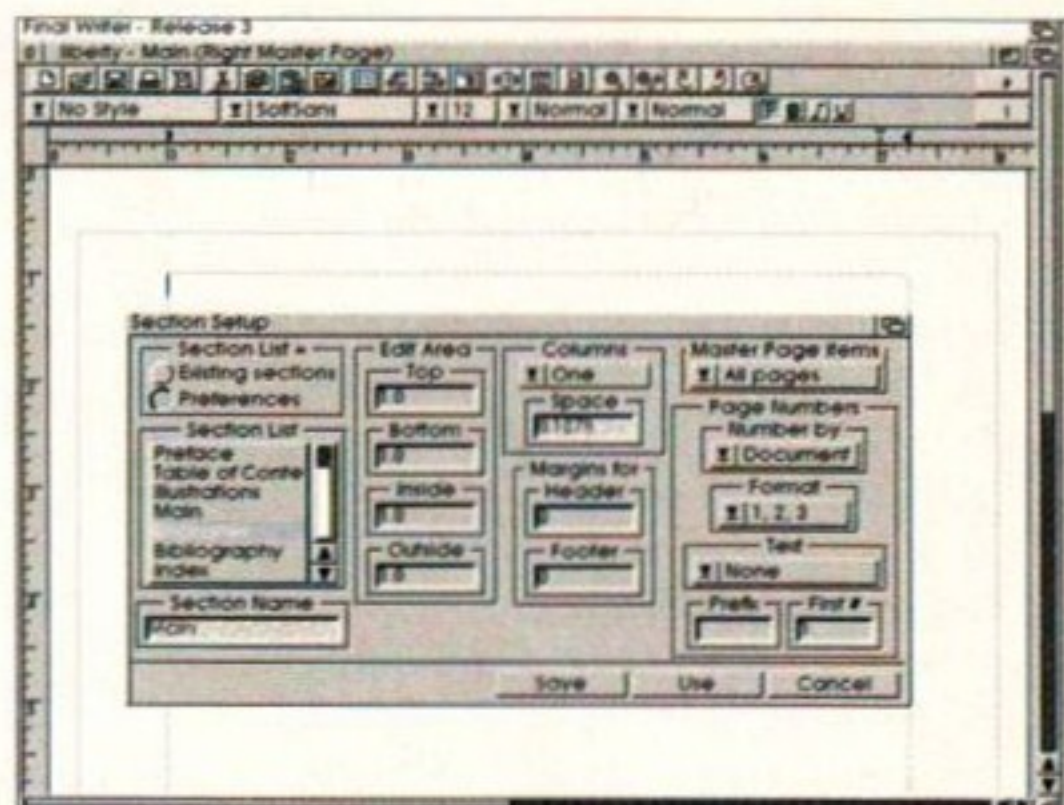 Final Writer - Release 3
liberty - Main (Right Master Page)
No Style
SoftSans
12
Normal
Normal
Section Setup
Section List =
Existing sections
Preferences
Section List
Preface
Table of Conte
Illustrations
Main
Bibliography
Index
Section Name
Main
Edit Area
Top
Bottom
Inside
Outside
Columns
One
Space
Margins for
Header
0
Footer
0
Master Page Items
All pages
Page Numbers
Number by
Document
Format
1, 2, 3
Text
None
Prefix
First #
Save
Use
Cancel